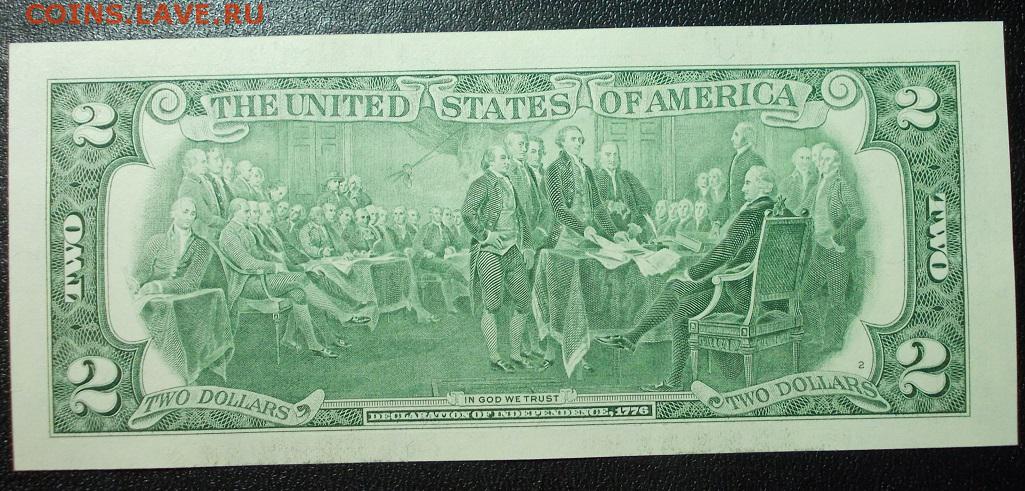 COINS.LAVE.RU
THE UNITED STATES OF AMERICA
2
2
TWO
TWO
2
2
2
TWO DOLLARS
TWO DOLLARS
IN GOD WE TRUST
DECLARATION OF INDEPENDENCE, 1776